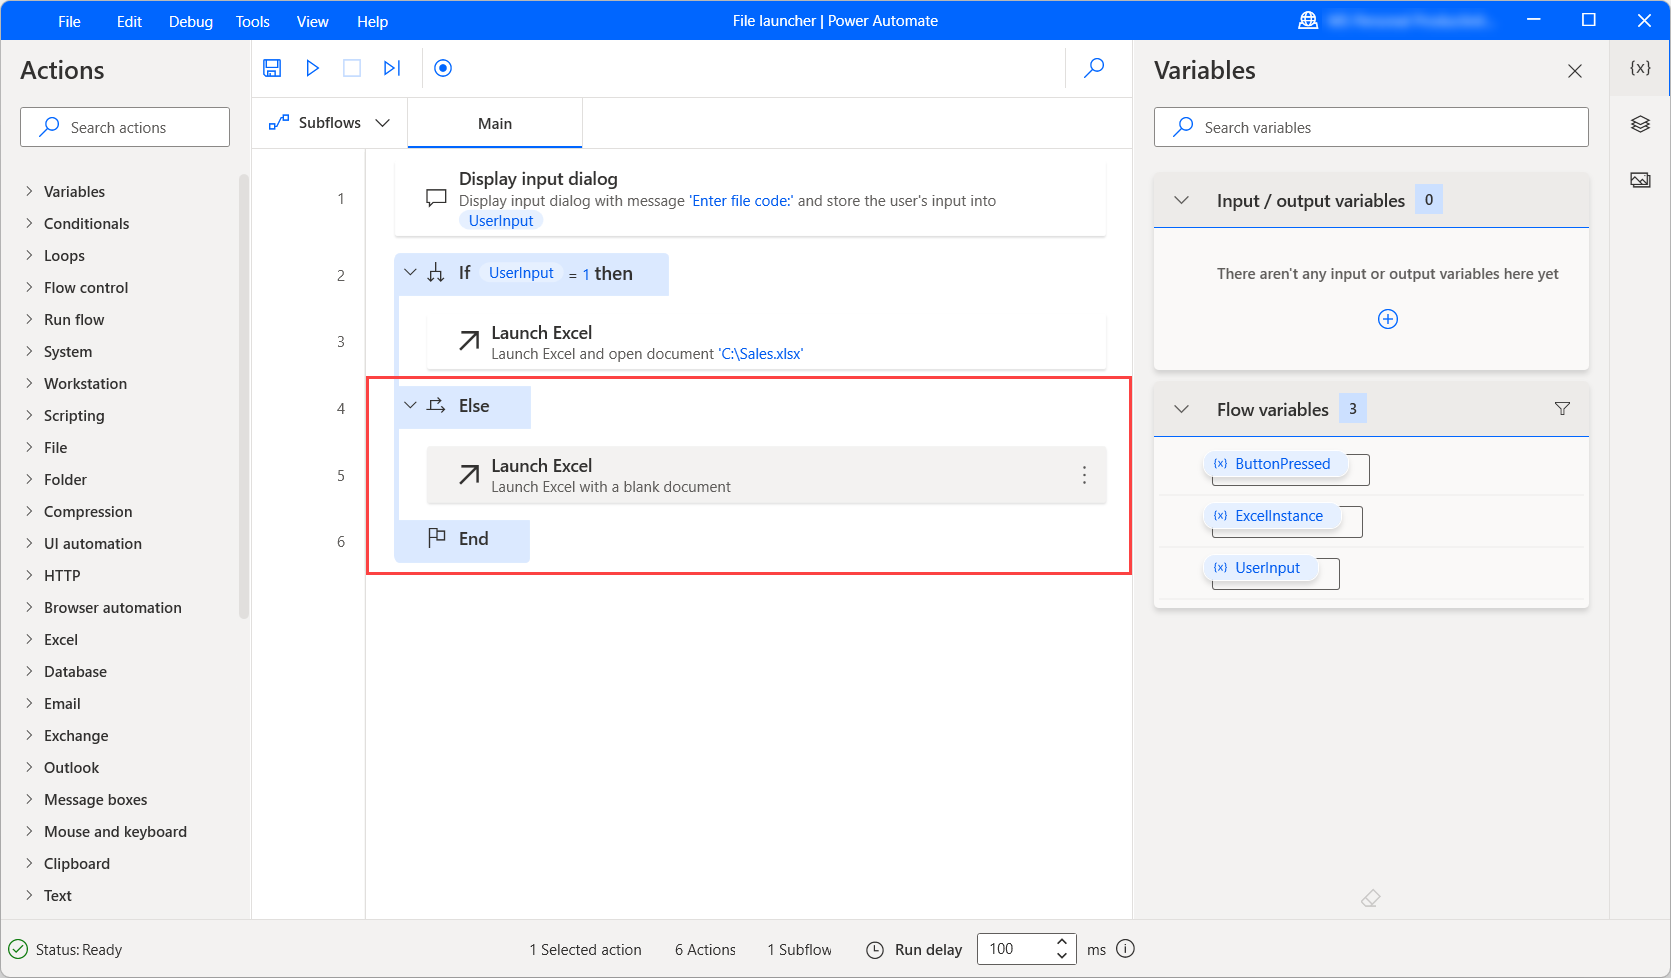 File Edit Debug Tools View Help
File launcher | Power Automate
Actions
Search actions
Variables
Conditionals
Loops
Flow control
Run flow
System
Workstation
Scripting
File
Folder
Compression
UI automation
HTTP
Browser automation
Excel
Database
Email
Exchange
Outlook
Message boxes
Mouse and keyboard
Clipboard
Text
Subflows
Main
1
Display input dialog
Display input dialog with message 'Enter file code:' and store the user's input into
UserInput
2
If UserInput = 1 then
3
Launch Excel
Launch Excel and open document 'C:\Sales.xlsx'
4
Else
5
Launch Excel
Launch Excel with a blank document
6
End
Variables
{x}
Search variables
Input / output variables 0
There aren't any input or output variables here yet
Flow variables 3
{x} ButtonPressed
{x} ExcelInstance
{x} UserInput
Status: Ready
1 Selected action
6 Actions
1 Subflow
Run delay 100 ms